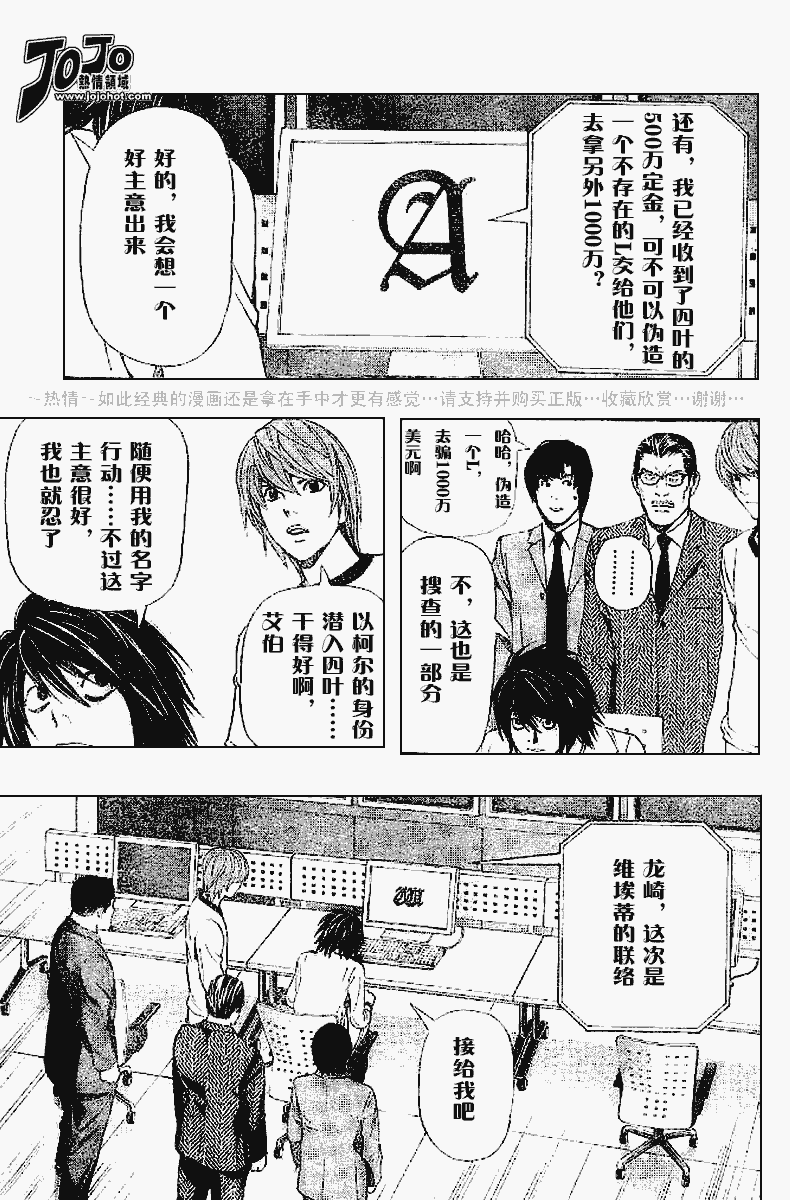 JOJO
熱情領域
www.jojohot.com
还有，我已经收到了四叶的
500万定金，可不可以伪造
一个不存在的L交给他们，
去拿另外1000万？
A
好的，我会想一个
好主意出来
～热情--如此经典的漫画还是拿在手中才更有感觉…请支持并购买正版…收藏欣赏…谢谢…
哈哈，伪造
一个L，
去骗1000万
美元啊
…………
不，这也是
搜查的一部分
以柯尔的身份
潜入四叶……
干得好啊，
艾伯
随便用我的名字
行动……不过这
主意很好，
我也就忍了
龙崎，这次是
维埃蒂的联络
W
接给我吧